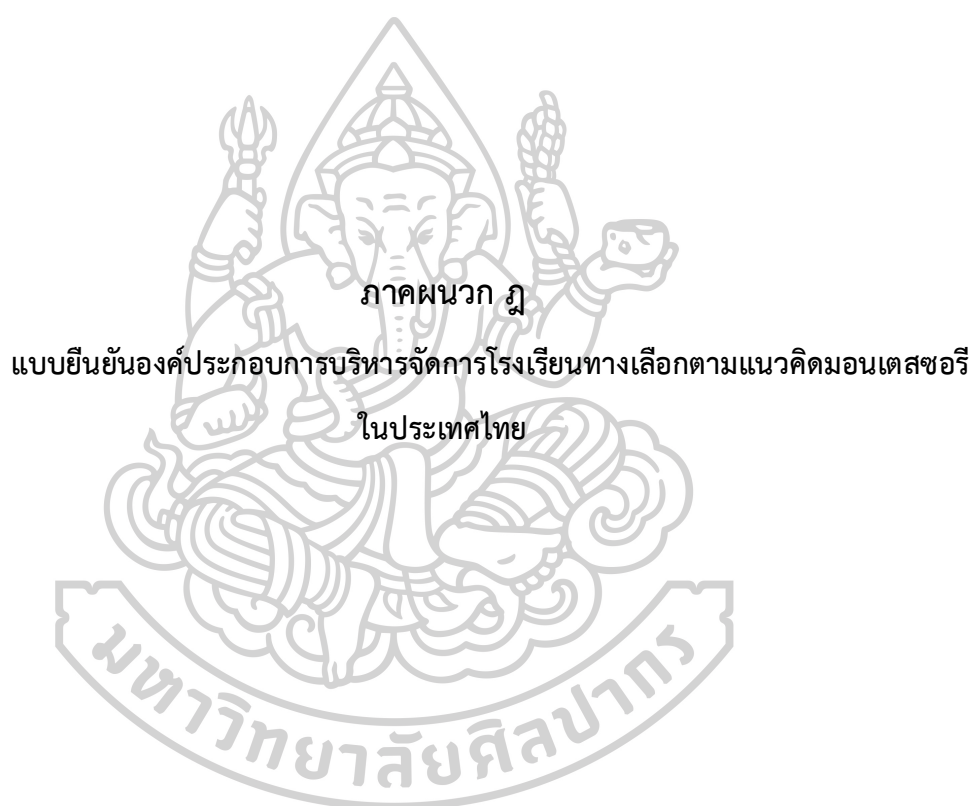 ภาคผนวก ฎ
แบบยืนยันองค์ประกอบการบริหารจัดการโรงเรียนทางเลือกตามแนวคิดมอนเตสซอรี
ในประเทศไทย
มหาวิทยาลัยศิลปากร